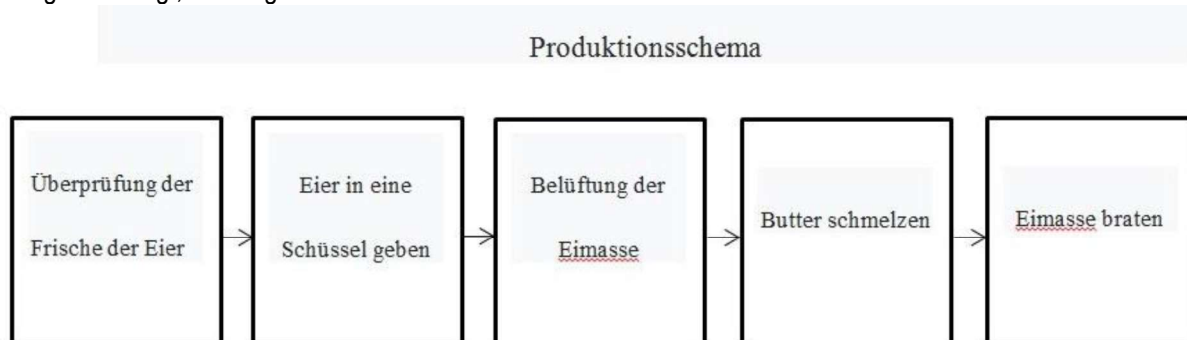 Produktionsschema
Überprüfung der
Frische der Eier
Eier in eine
Schüssel geben
Belüftung der
Eimasse
Butter schmelzen
Eimasse braten